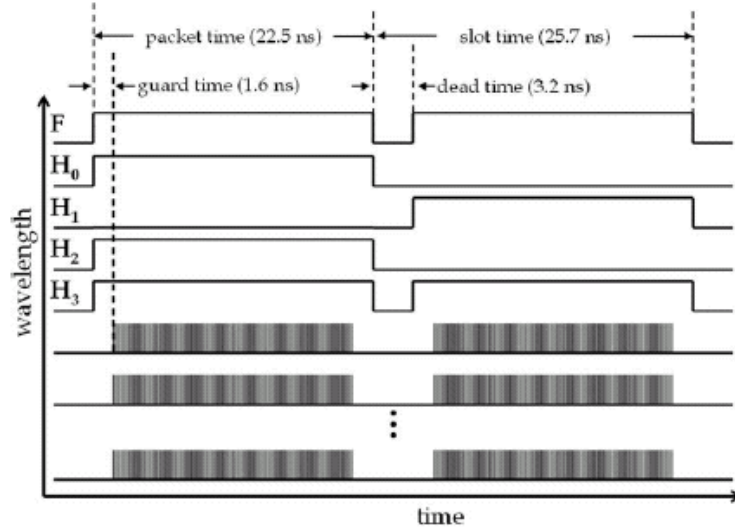 packet time (22.5 ns) slot time (25.7 ns)
guard time (1.6 ns) dead time (3.2 ns)
F
H0
H1
H2
H3
wavelength
time